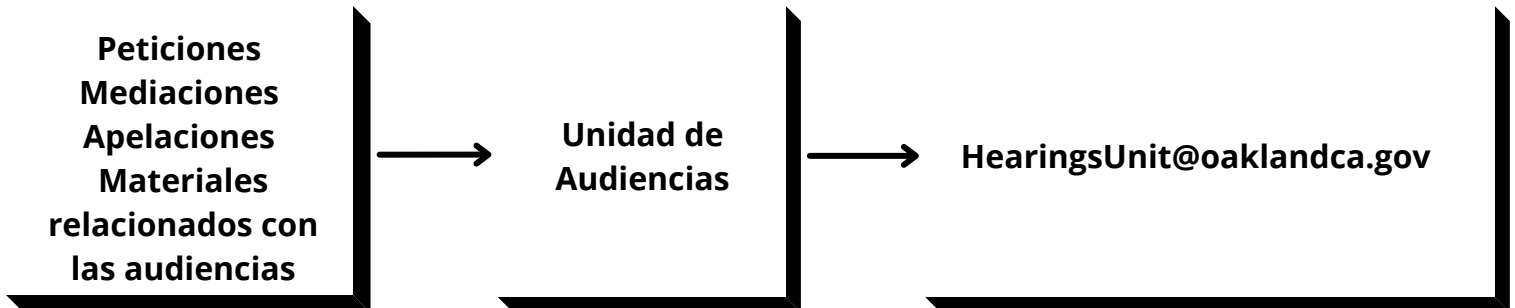 Peticiones
Mediaciones
Apelaciones
Materiales
relacionados con
las audiencias
Unidad de
Audiencias
HearingsUnit@oaklandca.gov